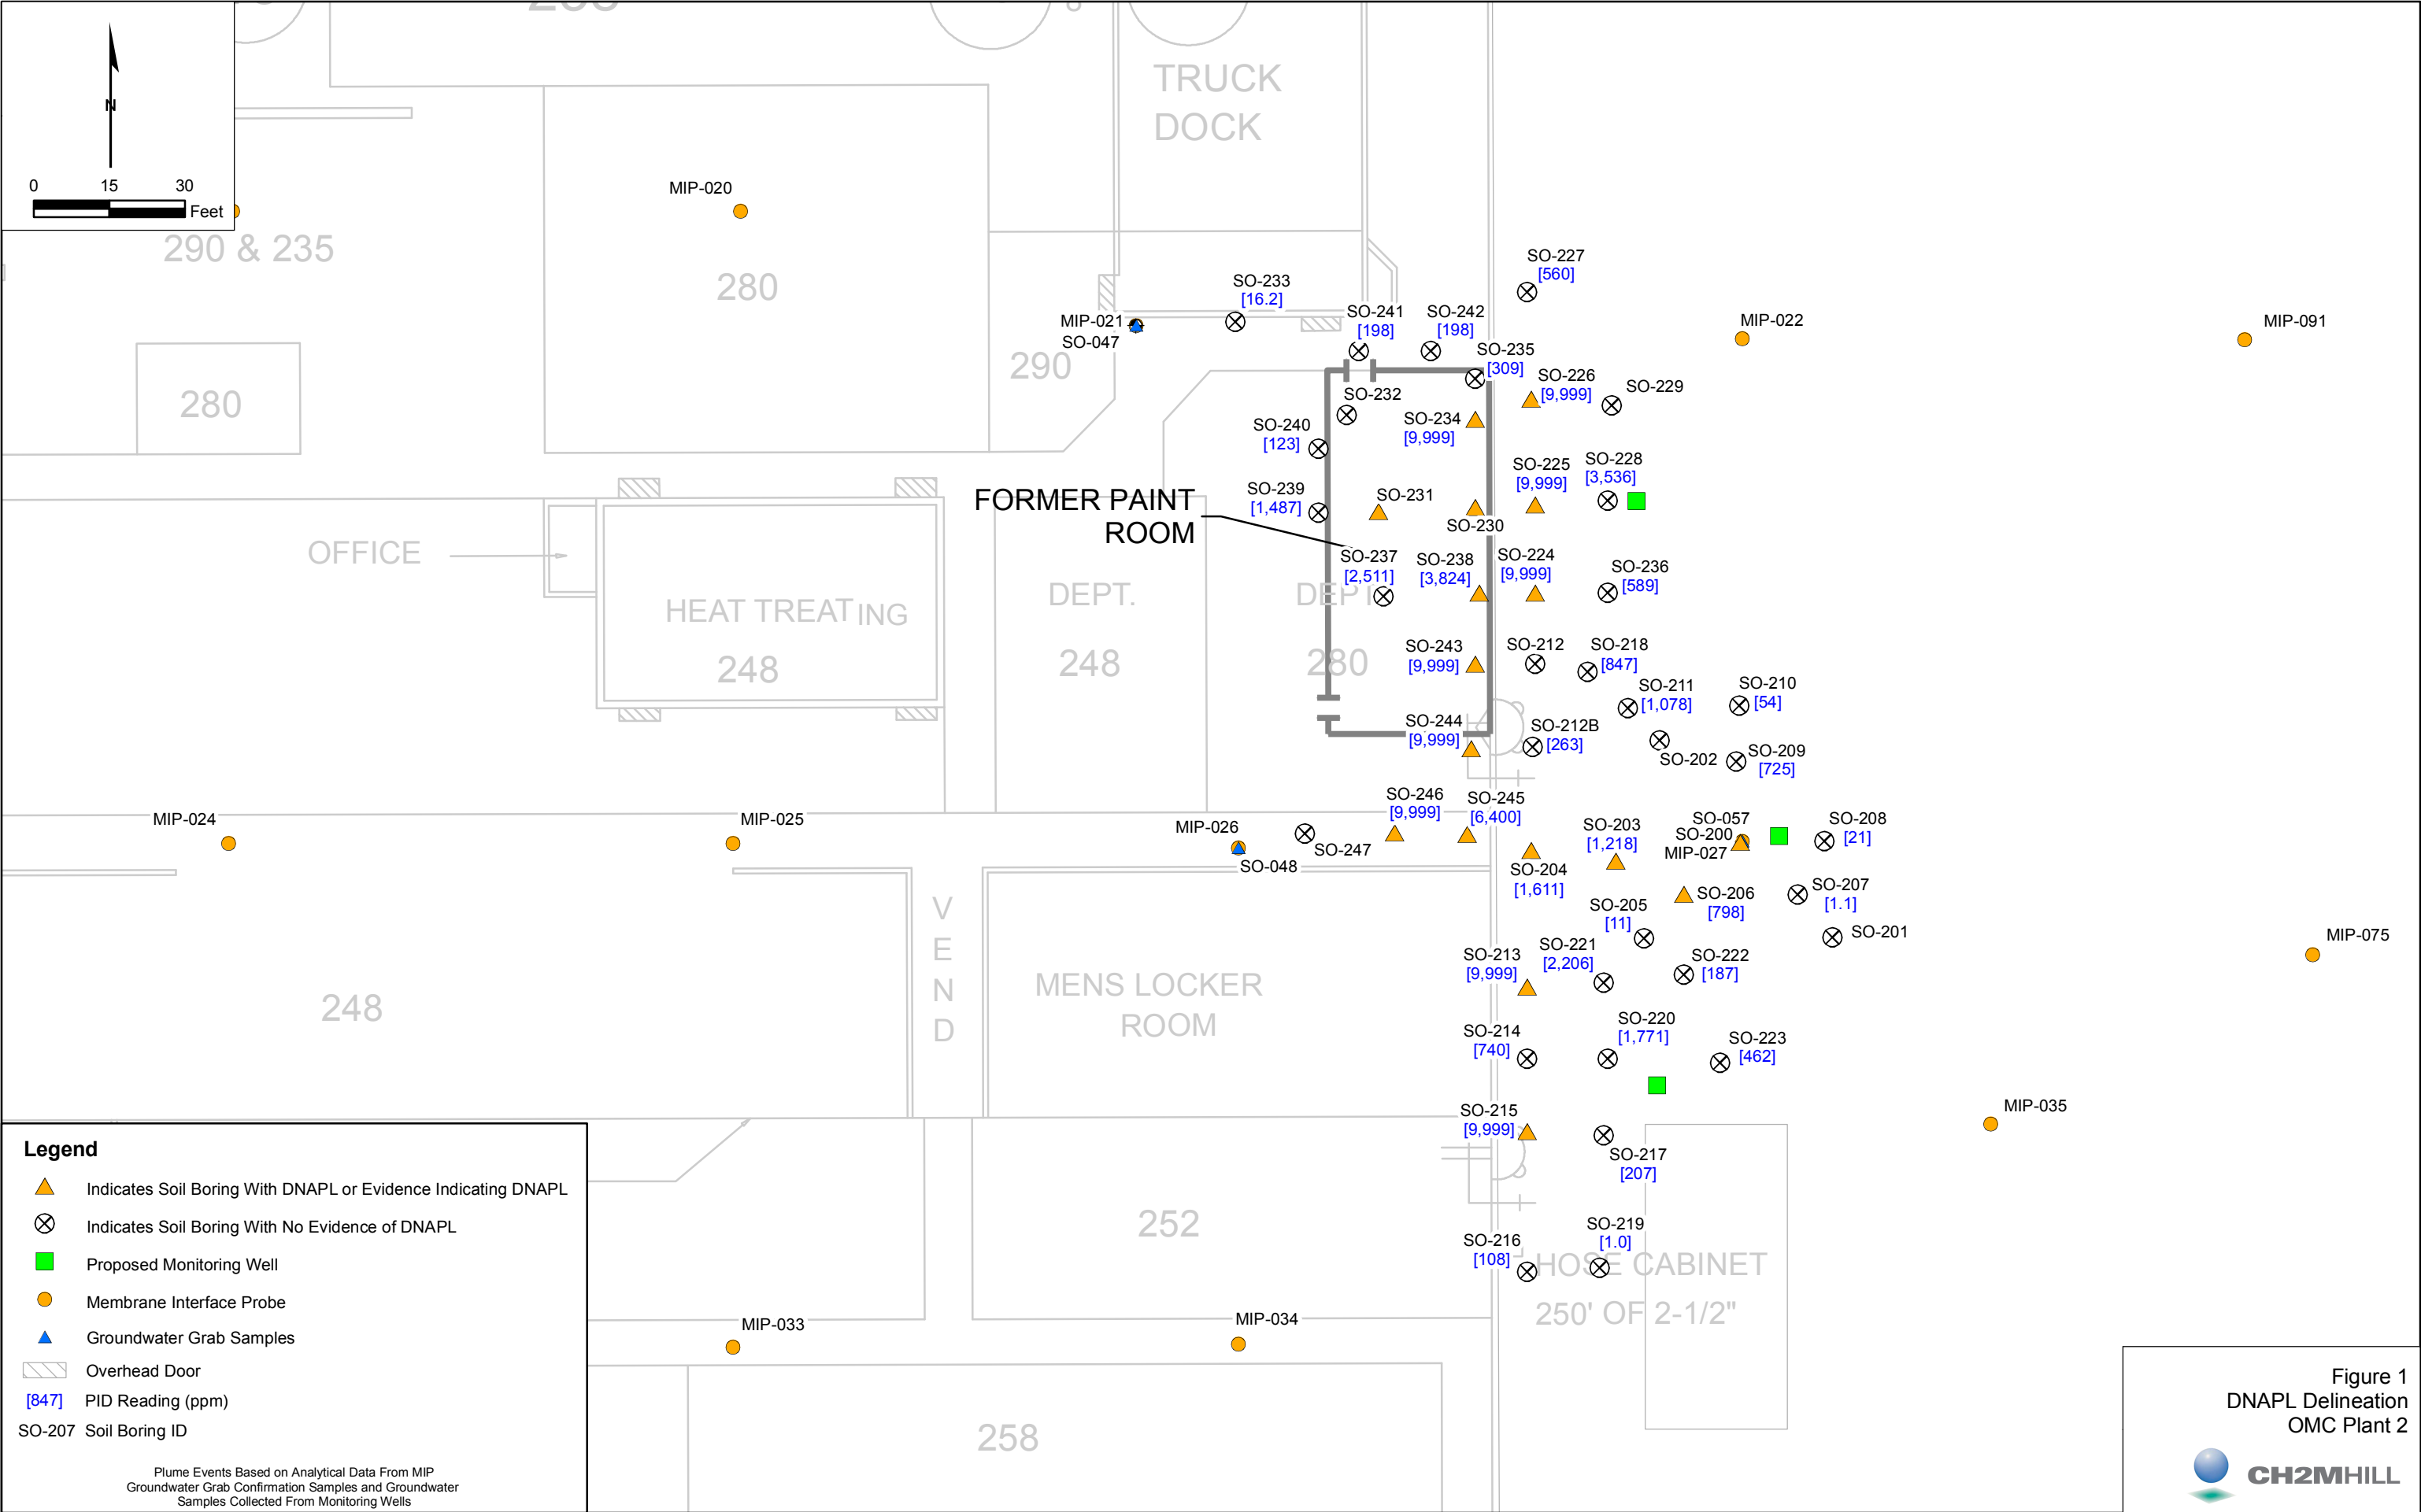 N
0 15 30
Feet
TRUCK
DOCK
MIP-020
290 & 235
280
280
SO-233
[16.2]
MIP-021
SO-047
290
SO-241
[198]
SO-242
[198]
SO-227
[560]
SO-235
[309]
MIP-022
MIP-091
SO-226
[9,999]
SO-229
SO-232
SO-234
[9,999]
SO-240
[123]
SO-239
[1,487]
SO-231
SO-230
SO-225
[9,999]
SO-228
[3,536]
FORMER PAINT
ROOM
OFFICE
HEAT TREATING
248
DEPT.
248
DEPT
280
SO-237
[2,511]
SO-238
[3,824]
SO-224
[9,999]
SO-236
[589]
SO-243
[9,999]
SO-212
SO-218
[847]
SO-211
[1,078]
SO-210
[54]
SO-244
[9,999]
SO-212B
[263]
SO-202
SO-209
[725]
MIP-024
MIP-025
MIP-026
SO-048
SO-247
SO-246
[9,999]
SO-245
[6,400]
SO-204
[1,611]
SO-203
[1,218]
SO-057
SO-200
MIP-027
SO-208
[21]
SO-206
[798]
SO-207
[1.1]
SO-205
[11]
SO-201
MIP-075
SO-213
[9,999]
SO-221
[2,206]
SO-222
[187]
248
V
E
N
D
MENS LOCKER
ROOM
SO-214
[740]
SO-220
[1,771]
SO-223
[462]
MIP-035
SO-215
[9,999]
SO-217
[207]
252
SO-216
[108]
SO-219
[1.0]
HOSE CABINET
250' OF 2-1/2"
MIP-033
MIP-034
258
Legend
Indicates Soil Boring With DNAPL or Evidence Indicating DNAPL
Indicates Soil Boring With No Evidence of DNAPL
Proposed Monitoring Well
Membrane Interface Probe
Groundwater Grab Samples
Overhead Door
[847] PID Reading (ppm)
SO-207 Soil Boring ID
Plume Events Based on Analytical Data From MIP
Groundwater Grab Confirmation Samples and Groundwater
Samples Collected From Monitoring Wells
Figure 1
DNAPL Delineation
OMC Plant 2
CH2MHILL